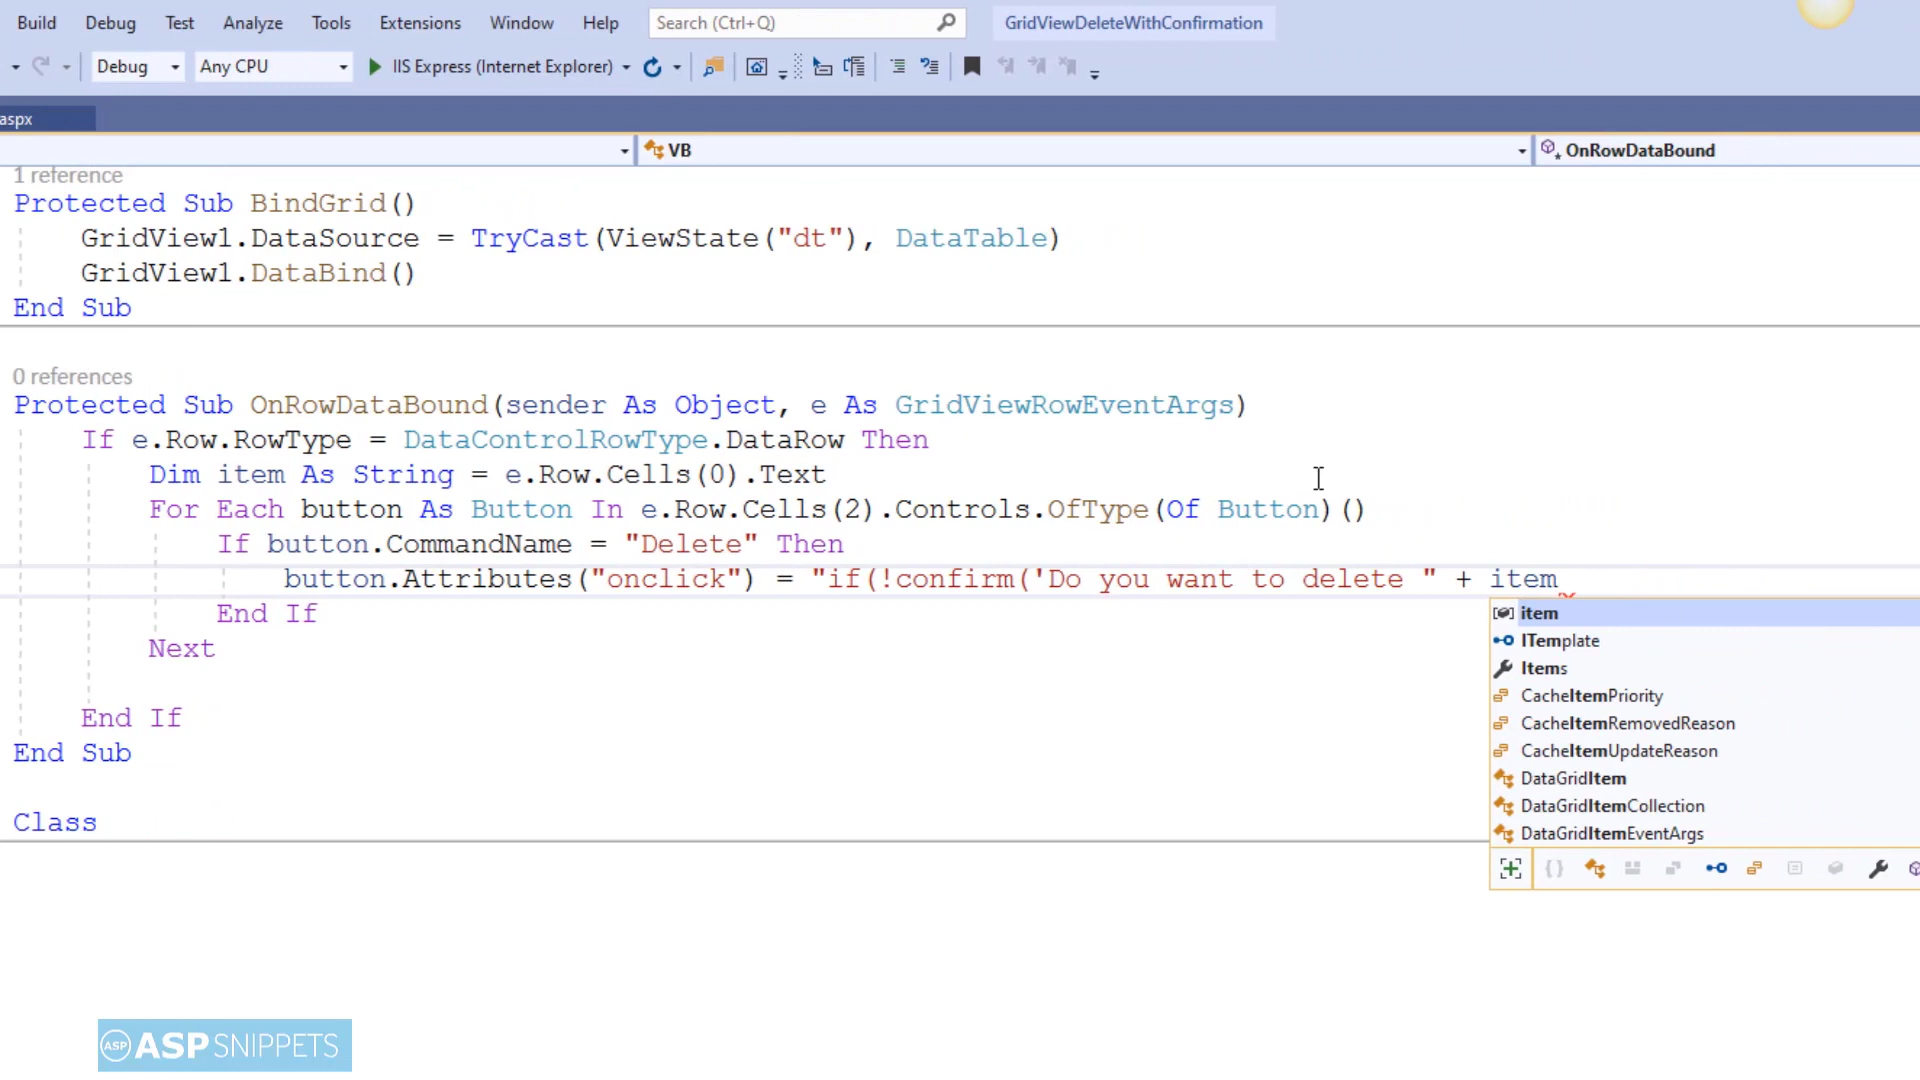 Build Debug Test Analyze Tools Extensions Window Help Search (Ctrl+Q) GridViewDeleteWithConfirmation
Debug Any CPU IIS Express (Internet Explorer)
aspx
VB OnRowDataBound
1 reference
Protected Sub BindGrid()
GridView1.DataSource = TryCast(ViewState("dt"), DataTable)
GridView1.DataBind()
End Sub
0 references
Protected Sub OnRowDataBound(sender As Object, e As GridViewRowEventArgs)
If e.Row.RowType = DataControlRowType.DataRow Then
Dim item As String = e.Row.Cells(0).Text
For Each button As Button In e.Row.Cells(2).Controls.OfType(Of Button)()
If button.CommandName = "Delete" Then
button.Attributes("onclick") = "if(!confirm('Do you want to delete " + item
End If
Next
End If
End Sub
Class
item
ITemplate
Items
CacheItemPriority
CacheItemRemovedReason
CacheItemUpdateReason
DataGridItem
DataGridItemCollection
DataGridItemEventArgs
ASP ASPSNIPPETS